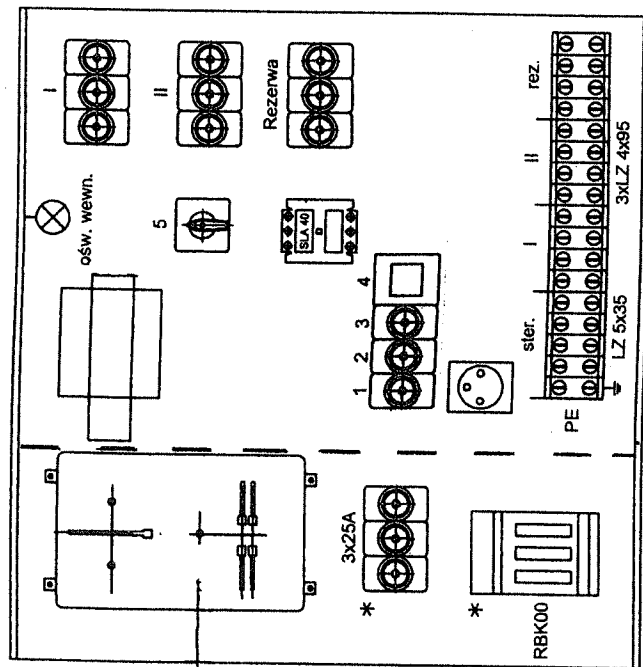 I
II
Rezerwa
ośw. wewn.
5
SLA 40
D
4
3
2
1
rez.
II
I
ster.
3xLZ 4x95
LZ 5x35
PE
3x25A
*
*
RBK00